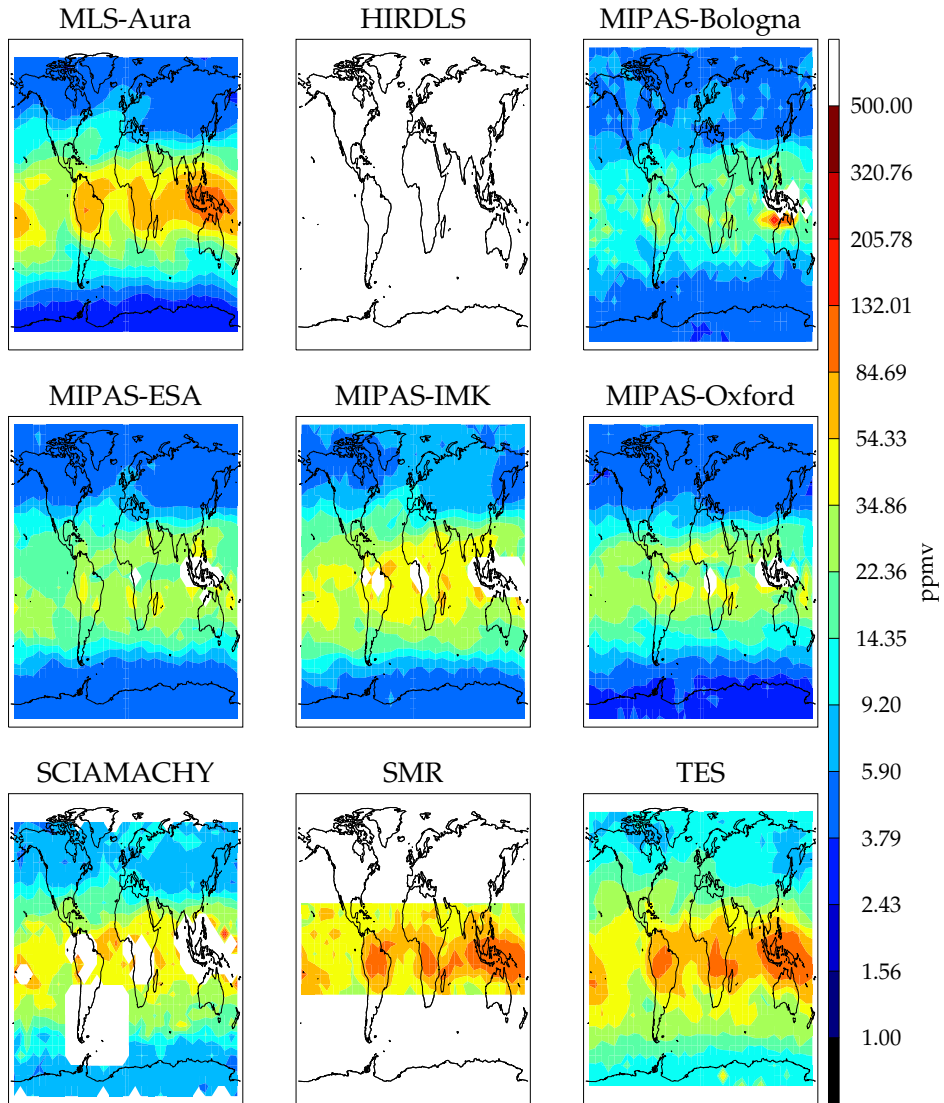 MLS-Aura
HIRDLS
MIPAS-Bologna
MIPAS-ESA
MIPAS-IMK
MIPAS-Oxford
SCIAMACHY
SMR
TES
500.00
320.76
205.78
132.01
84.69
54.33
34.86
22.36
14.35
9.20
5.90
3.79
2.43
1.56
1.00
ppmv